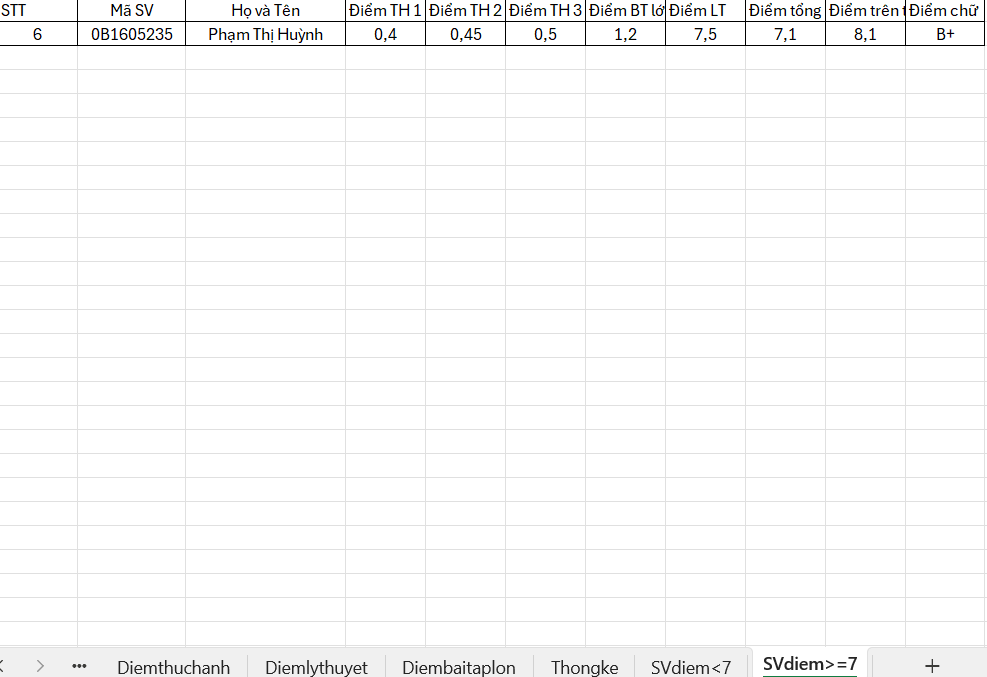 STT Mã SV Họ và Tên Điểm TH 1 Điểm TH 2 Điểm TH 3 Điểm BT lớ Điểm LT Điểm tổng Điểm trên t Điểm chữ
6 0B1605235 Phạm Thị Huỳnh 0,4 0,45 0,5 1,2 7,5 7,1 8,1 B+
Diemthuchanh Diemlythuyet Diembaitaplon Thongke SVdiem<7 SVdiem>=7